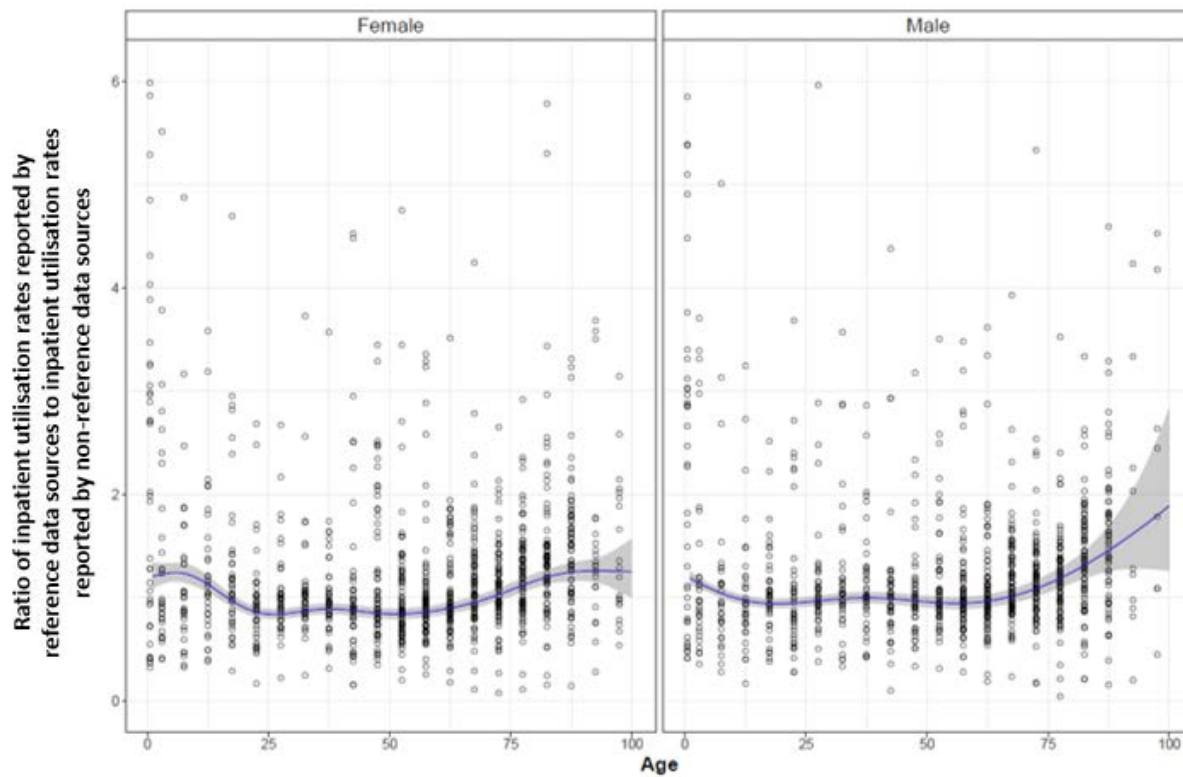 Female
Male
Ratio of inpatient utilisation rates reported by
reference data sources to inpatient utilisation rates
reported by non-reference data sources
6
4
2
0
0 25 50 75 100
0 25 50 75 100
Age